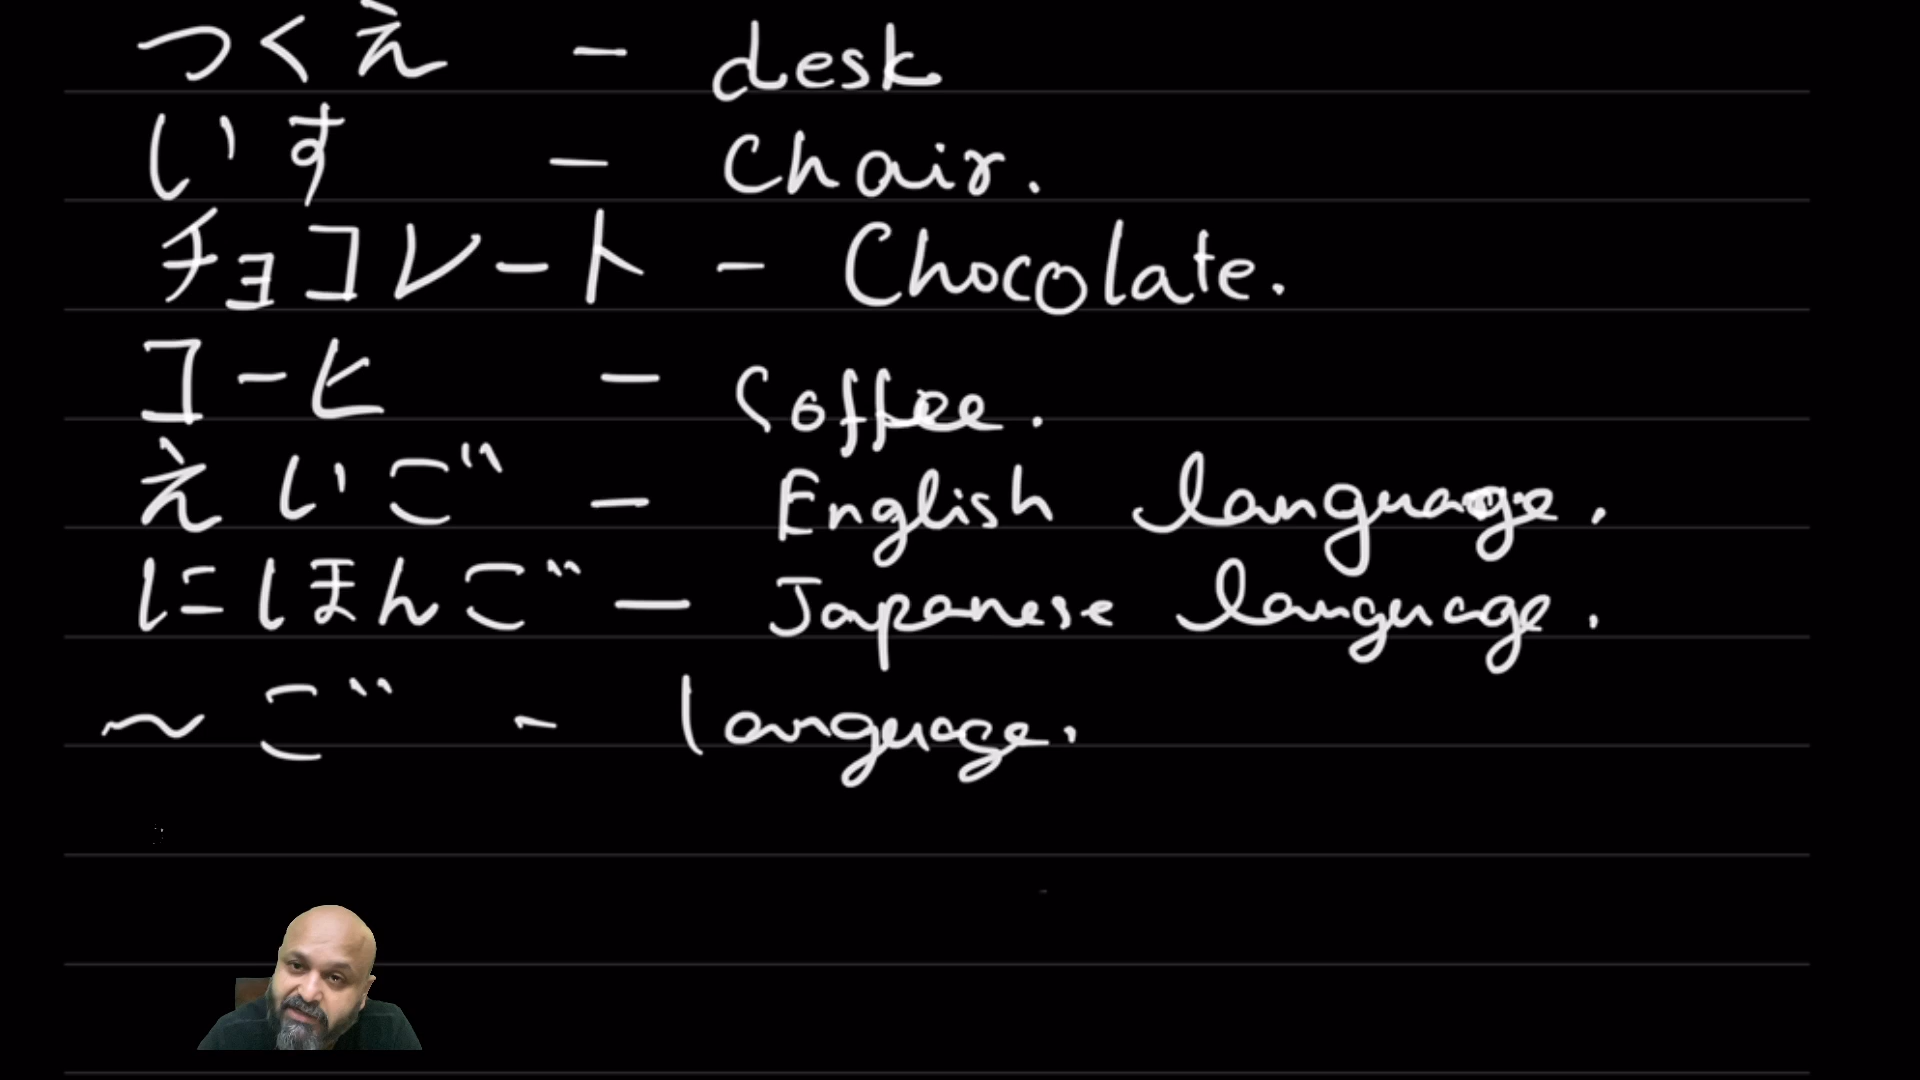 つくえ - desk
いす - Chair.
チョコレート - Chocolate.
コーヒ - Coffee.
えいご - English language.
にほんご - Japanese language.
~ご - language.